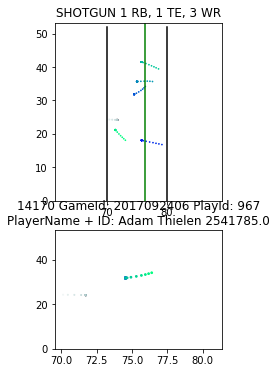 SHOTGUN 1 RB, 1 TE, 3 WR
50
40
30
20
10
0
70
80
14170 GameId: 2017092406 PlayId: 967
PlayerName + ID: Adam Thielen 2541785.0
40
20
0
70.0 72.5 75.0 77.5 80.0